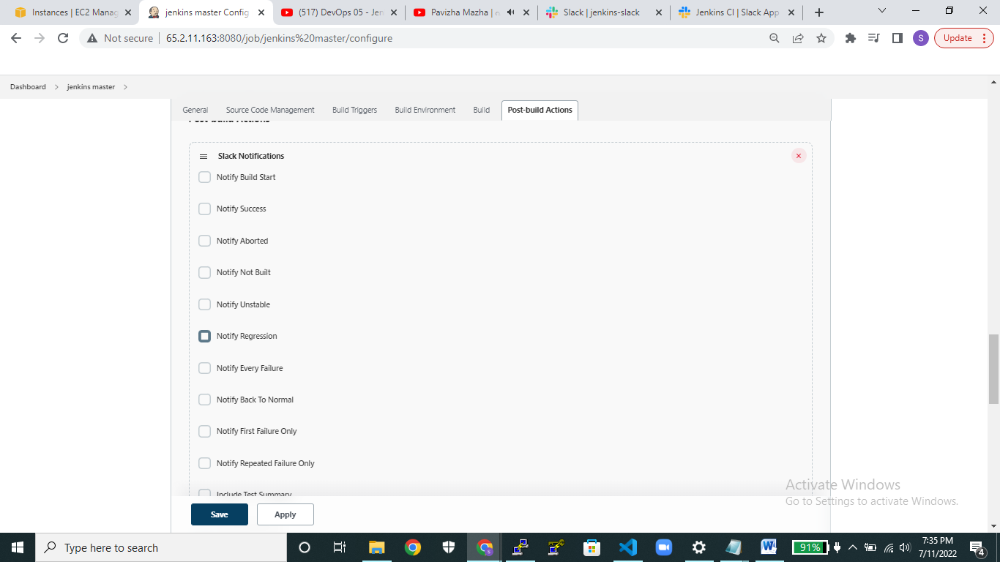 Instances | EC2 Manag
jenkins master Config
(517) DevOps 05 - Jen
Pavizha Mazha |
Slack | jenkins-slack
Jenkins CI | Slack App
Not secure
65.2.11.163:8080/job/jenkins%20master/configure
S
Update
Dashboard
jenkins master
General
Source Code Management
Build Triggers
Build Environment
Build
Post-build Actions
Post-build Actions
Slack Notifications
Notify Build Start
Notify Success
Notify Aborted
Notify Not Built
Notify Unstable
Notify Regression
Notify Every Failure
Notify Back To Normal
Notify First Failure Only
Notify Repeated Failure Only
Include Test Summary
Save
Apply
Activate Windows
Go to Settings to activate Windows.
Type here to search
91%
7:35 PM
7/11/2022
4